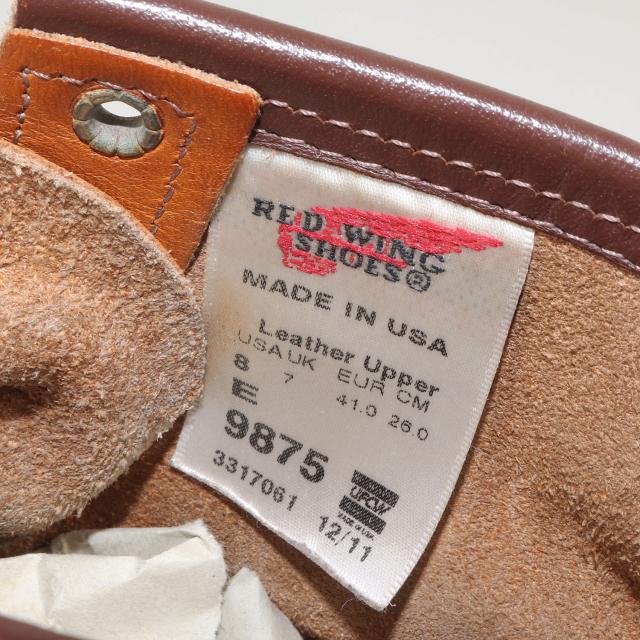 RED WING
SHOES®
MADE IN USA
Leather Upper
USA UK EUR CM
8 7 41.0 26.0
E
9875
3317061 12/11
UFCW